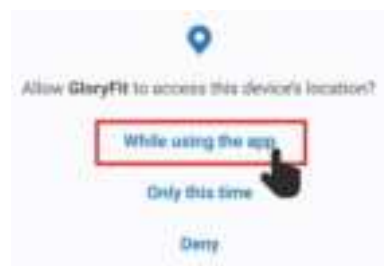 Allow GloryFit to access this device's location?
While using the app
Only this time
Deny